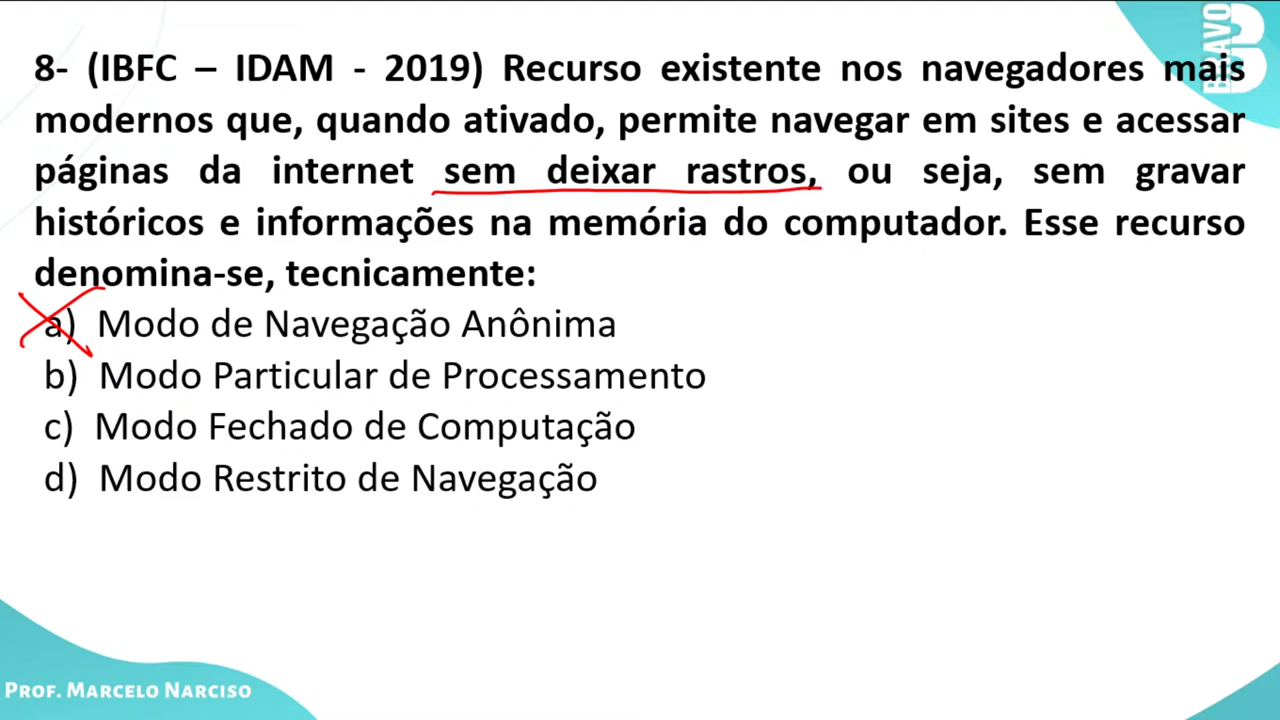 BRAVO
8- (IBFC – IDAM - 2019) Recurso existente nos navegadores mais
modernos que, quando ativado, permite navegar em sites e acessar
páginas da internet sem deixar rastros, ou seja, sem gravar
históricos e informações na memória do computador. Esse recurso
denomina-se, tecnicamente:
a) Modo de Navegação Anônima
b) Modo Particular de Processamento
c) Modo Fechado de Computação
d) Modo Restrito de Navegação
PROF. MARCELO NARCISO